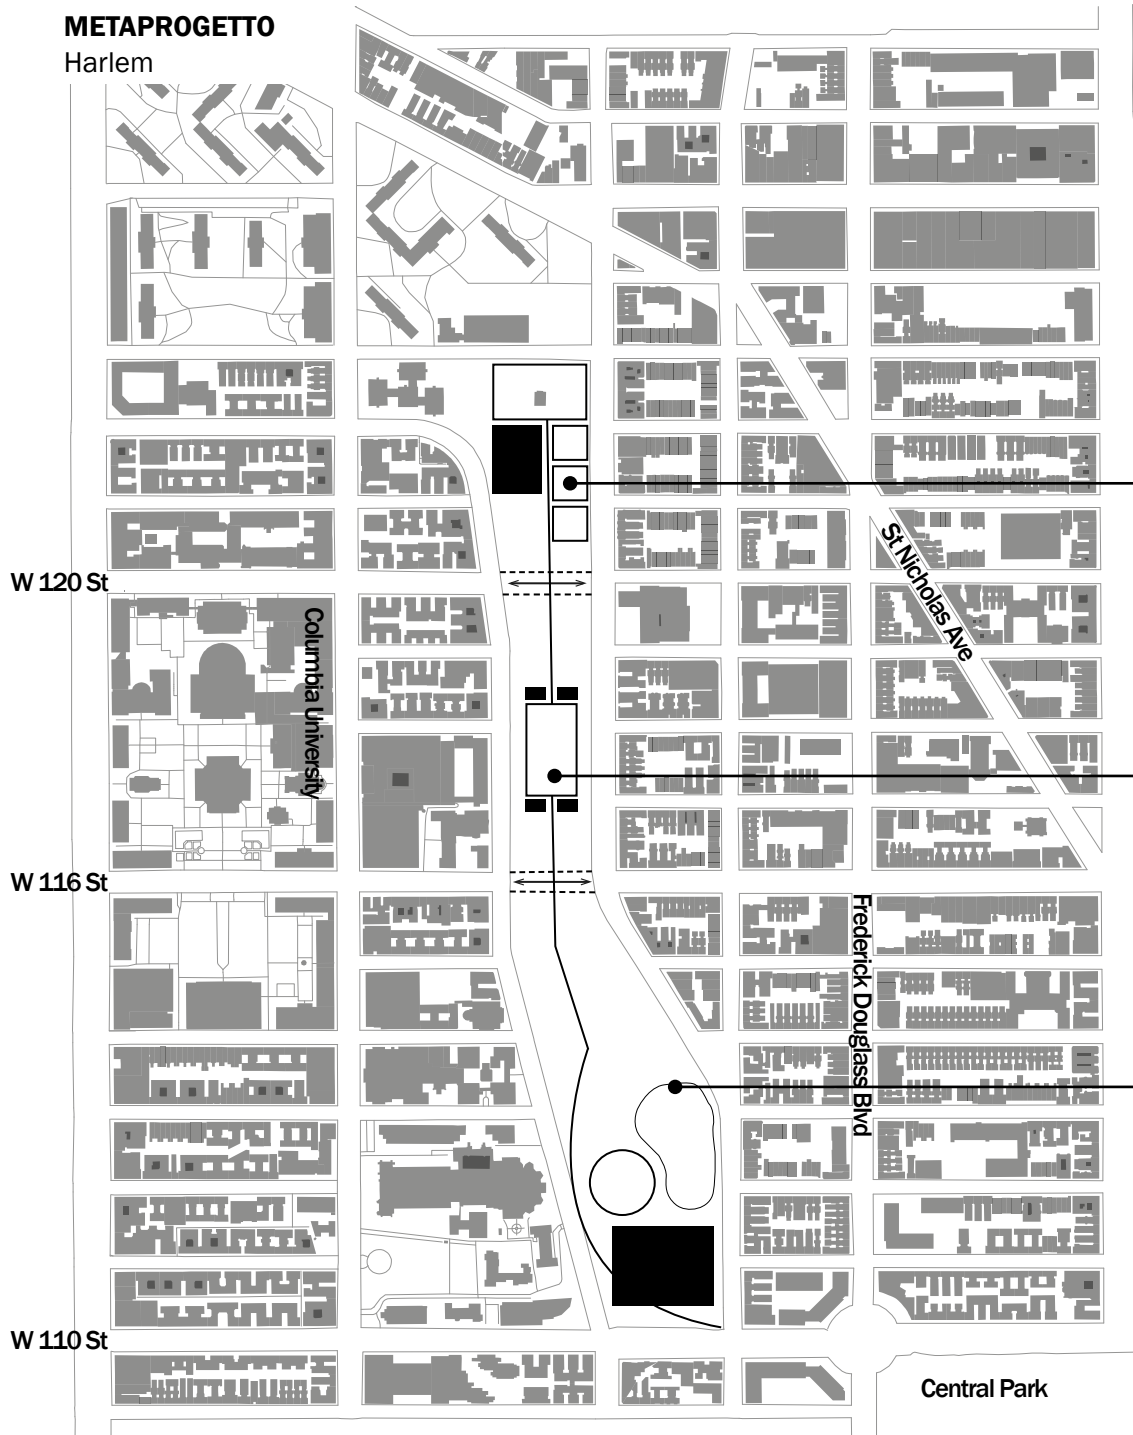 METAPROGETTO
Harlem
W 120 St
St Nicholas Ave
Columbia University
W 116 St
Frederick Douglass Blvd
W 110 St
Central Park